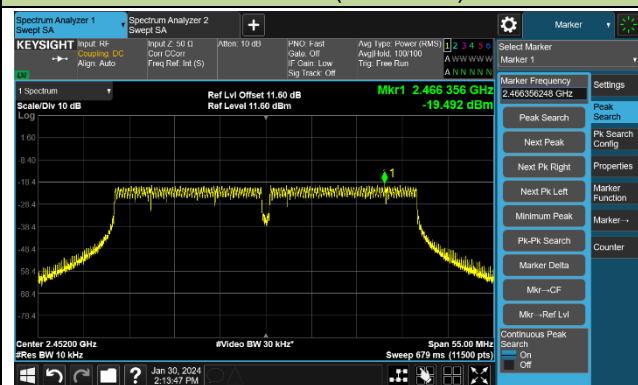 Spectrum Analyzer 1
Swept SA
Spectrum Analyzer 2
Swept SA
+
Marker
KEYSIGHT
Input: RF
Coupling: DC
Align: Auto
Input Z: 50 Ω
Corr CCorr
Freq Ref: Int (S)
Atten: 10 dB
PNO: Fast
Gate: Off
IF Gain: Low
Sig Track: Off
Avg Type: Power (RMS)
Avg|Hold: 100/100
Trig: Free Run
1 2 3 4 5 6
A W W W W W
A N N N N N
LXI
Select Marker
Marker 1
1 Spectrum
Scale/Div 10 dB
Log
Ref Lvl Offset 11.60 dB
Ref Level 11.60 dBm
Mkr1 2.466 356 GHz
-19.492 dBm
Marker Frequency
2.466356248 GHz
Settings
Peak Search
Peak
Search
Next Peak
Pk Search
Config
Next Pk Right
Properties
Next Pk Left
Marker
Function
Minimum Peak
Marker→
Pk-Pk Search
Counter
Marker Delta
Mkr→CF
Mkr→Ref Lvl
Continuous Peak
Search
On
Off
1.60
-8.40
-18.4
-28.4
-38.4
-48.4
-58.4
-68.4
-78.4
1
Center 2.45200 GHz
#Res BW 10 kHz
#Video BW 30 kHz*
Span 55.00 MHz
Sweep 679 ms (11500 pts)
?
Jan 30, 2024
2:13:47 PM